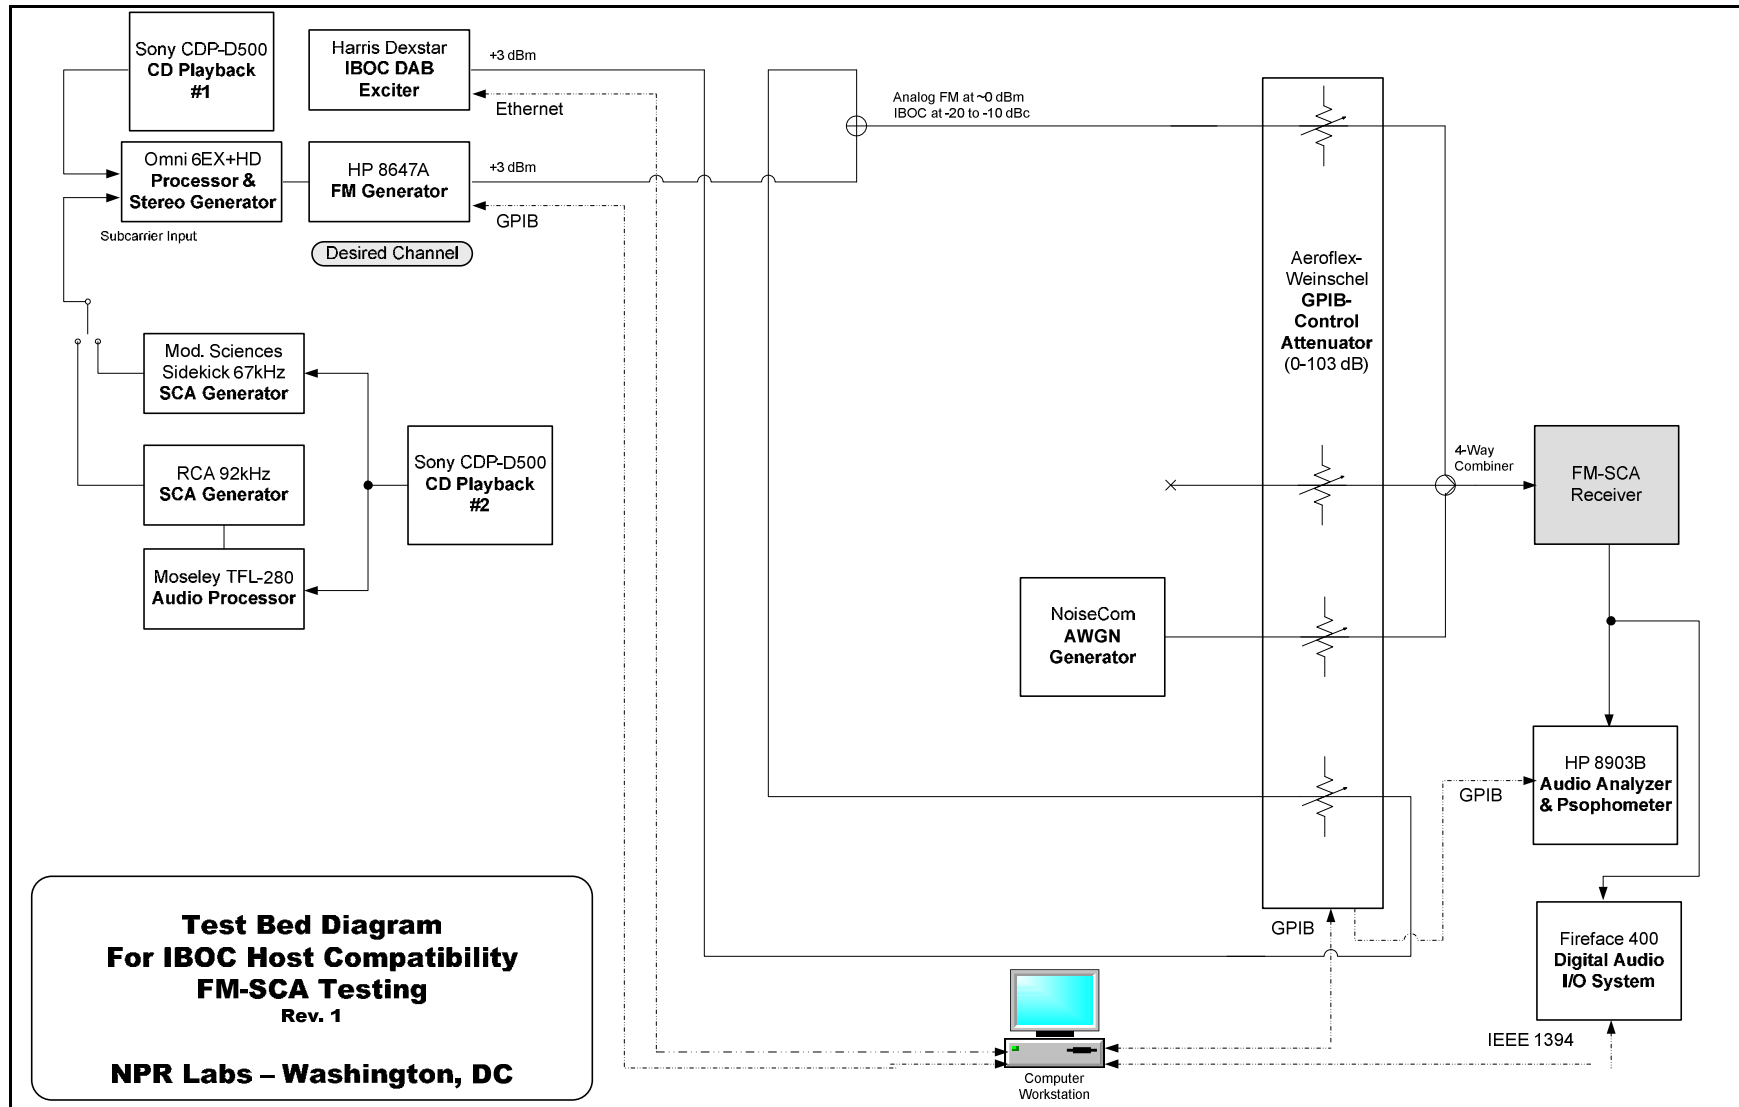 Sony CDP-D500
CD Playback
#1
Harris Dexstar
IBOC DAB
Exciter
+3 dBm
Ethernet
Analog FM at ~0 dBm
IBOC at -20 to -10 dBc
Omni 6EX+HD
Processor &
Stereo Generator
HP 8647A
FM Generator
+3 dBm
GPIB
Subcarrier Input
Desired Channel
Aeroflex-
Weinschel
GPIB-
Control
Attenuator
(0-103 dB)
Mod. Sciences
Sidekick 67kHz
SCA Generator
RCA 92kHz
SCA Generator
Sony CDP-D500
CD Playback
#2
Moseley TFL-280
Audio Processor
4-Way
Combiner
FM-SCA
Receiver
NoiseCom
AWGN
Generator
HP 8903B
Audio Analyzer
& Psophometer
GPIB
GPIB
Fireface 400
Digital Audio
I/O System
IEEE 1394
Computer
Workstation
Test Bed Diagram
For IBOC Host Compatibility
FM-SCA Testing
Rev. 1
NPR Labs – Washington, DC